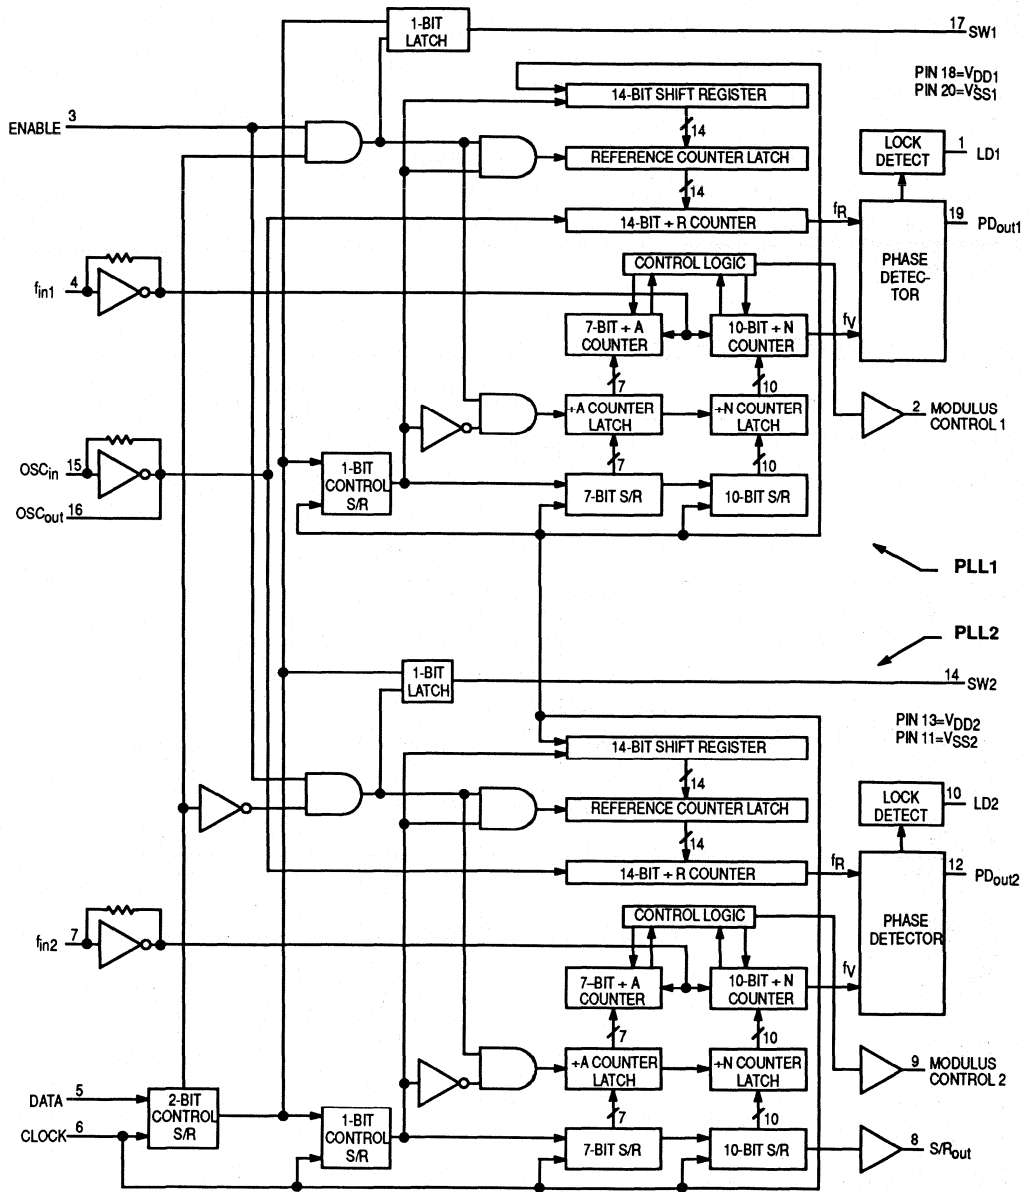 1-BIT
LATCH
17
SW1
PIN 18=VDD1
PIN 20=VSS1
14-BIT SHIFT REGISTER
14
ENABLE
3
REFERENCE COUNTER LATCH
14
LOCK
DETECT
1
LD1
14-BIT + R COUNTER
fR
19
PDout1
PHASE
DETEC-
TOR
CONTROL LOGIC
fin1
4
7-BIT + A
COUNTER
10-BIT + N
COUNTER
fV
7
10
+A COUNTER
LATCH
+N COUNTER
LATCH
2
MODULUS
CONTROL 1
7
10
OSCin
15
OSCout
16
1-BIT
CONTROL
S/R
7-BIT S/R
10-BIT S/R
PLL1
PLL2
1-BIT
LATCH
14
SW2
PIN 13=VDD2
PIN 11=VSS2
14-BIT SHIFT REGISTER
14
REFERENCE COUNTER LATCH
14
LOCK
DETECT
10
LD2
14-BIT + R COUNTER
fR
12
PDout2
PHASE
DETECTOR
CONTROL LOGIC
fin2
7
7-BIT + A
COUNTER
10-BIT + N
COUNTER
fV
7
10
+A COUNTER
LATCH
+N COUNTER
LATCH
9
MODULUS
CONTROL 2
7
10
DATA
5
CLOCK
6
2-BIT
CONTROL
S/R
1-BIT
CONTROL
S/R
7-BIT S/R
10-BIT S/R
8
S/Rout